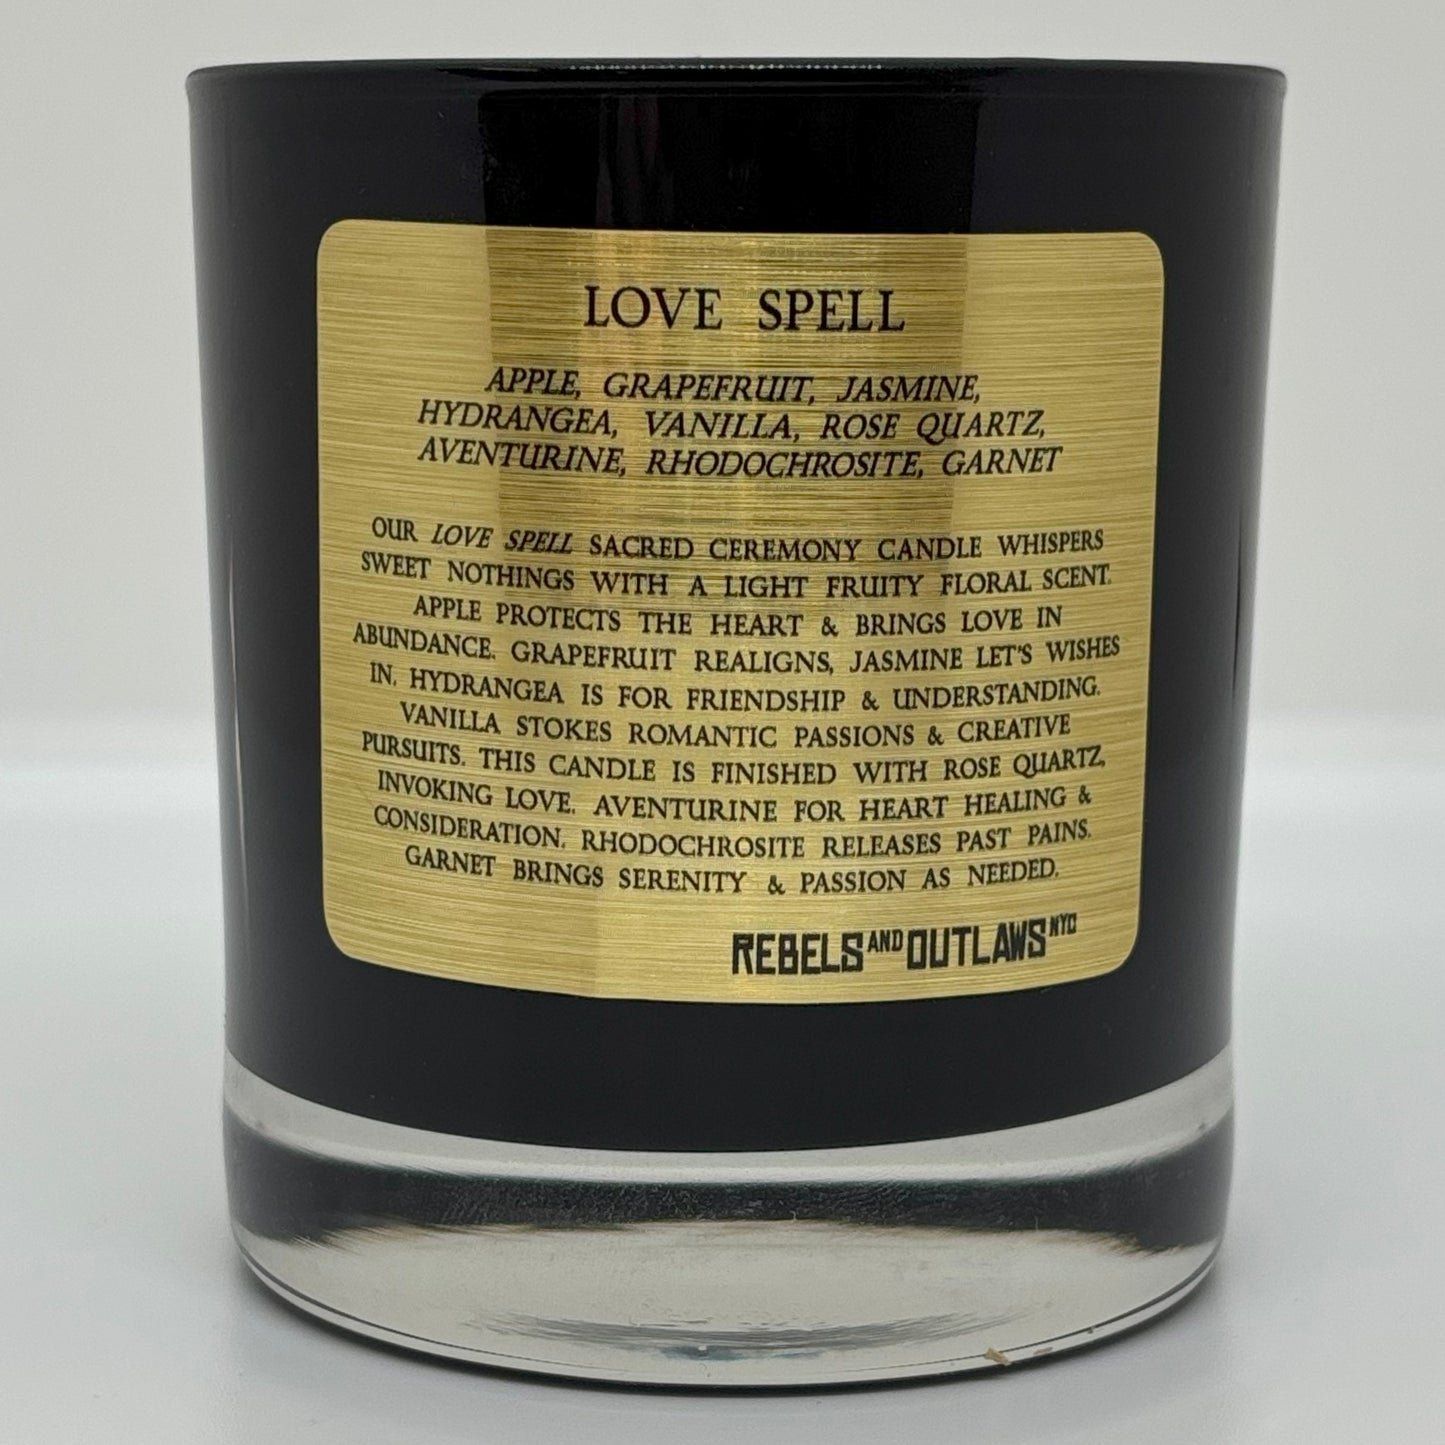 LOVE SPELL
APPLE, GRAPEFRUIT, JASMINE,
HYDRANGEA, VANILLA, ROSE QUARTZ,
AVENTURINE, RHODOCHROSITE, GARNET
OUR LOVE SPELL SACRED CEREMONY CANDLE WHISPERS
SWEET NOTHINGS WITH A LIGHT FRUITY FLORAL SCENT.
APPLE PROTECTS THE HEART & BRINGS LOVE IN
ABUNDANCE. GRAPEFRUIT REALIGNS, JASMINE LET'S WISHES
IN. HYDRANGEA IS FOR FRIENDSHIP & UNDERSTANDING.
VANILLA STOKES ROMANTIC PASSIONS & CREATIVE
PURSUITS. THIS CANDLE IS FINISHED WITH ROSE QUARTZ,
INVOKING LOVE. AVENTURINE FOR HEART HEALING &
CONSIDERATION. RHODOCHROSITE RELEASES PAST PAINS.
GARNET BRINGS SERENITY & PASSION AS NEEDED.
REBELS AND OUTLAWS NYC